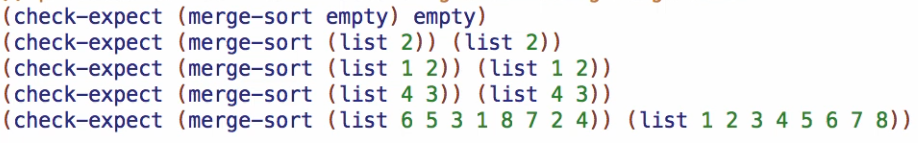 (check-expect (merge-sort empty) empty)
(check-expect (merge-sort (list 2)) (list 2))
(check-expect (merge-sort (list 1 2)) (list 1 2))
(check-expect (merge-sort (list 4 3)) (list 4 3))
(check-expect (merge-sort (list 6 5 3 1 8 7 2 4)) (list 1 2 3 4 5 6 7 8))